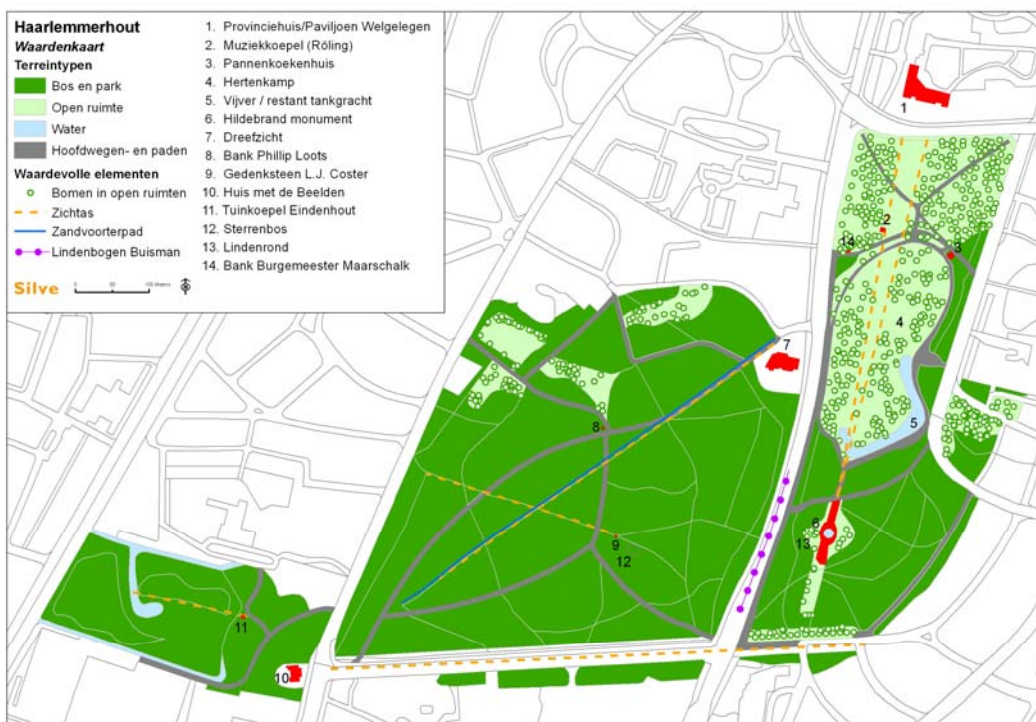 Haarlemmerhout
Waardenkaart
Terreintypen
Bos en park
Open ruimte
Water
Hoofdwegen- en paden
Waardevolle elementen
Bomen in open ruimten
Zichtas
Zandvoorterpad
Lindenbogen Buisman
Silve
1. Provinciehuis/Paviljoen Welgelegen
2. Muziekkoepel (Röling)
3. Pannenkoekenhuis
4. Hertenkamp
5. Vijver / restant tankgracht
6. Hildebrand monument
7. Dreefzicht
8. Bank Phillip Loots
9. Gedenksteen L.J. Coster
10. Huis met de Beelden
11. Tuinkoepel Eindenhout
12. Sterrenbos
13. Lindenrond
14. Bank Burgemeester Maarschalk
1
2
14
3
4
7
5
8
6
13
9
12
11
10